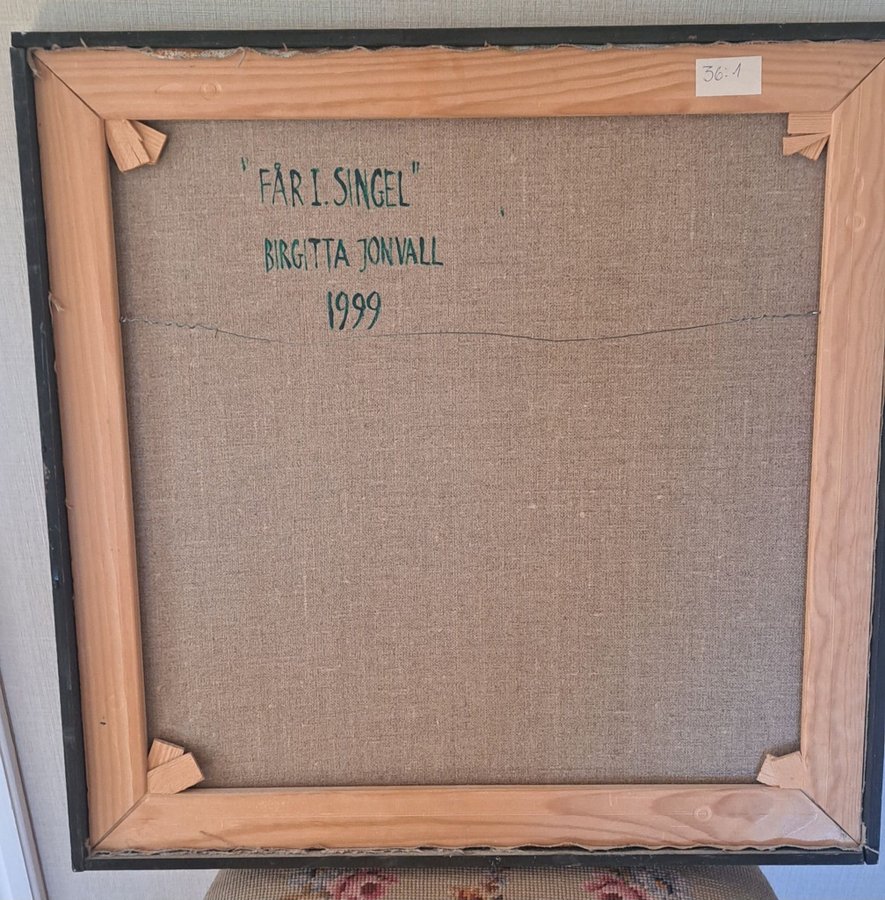 36:1
"FÅR I. SINGEL"
BIRGITTA JONVALL
1999